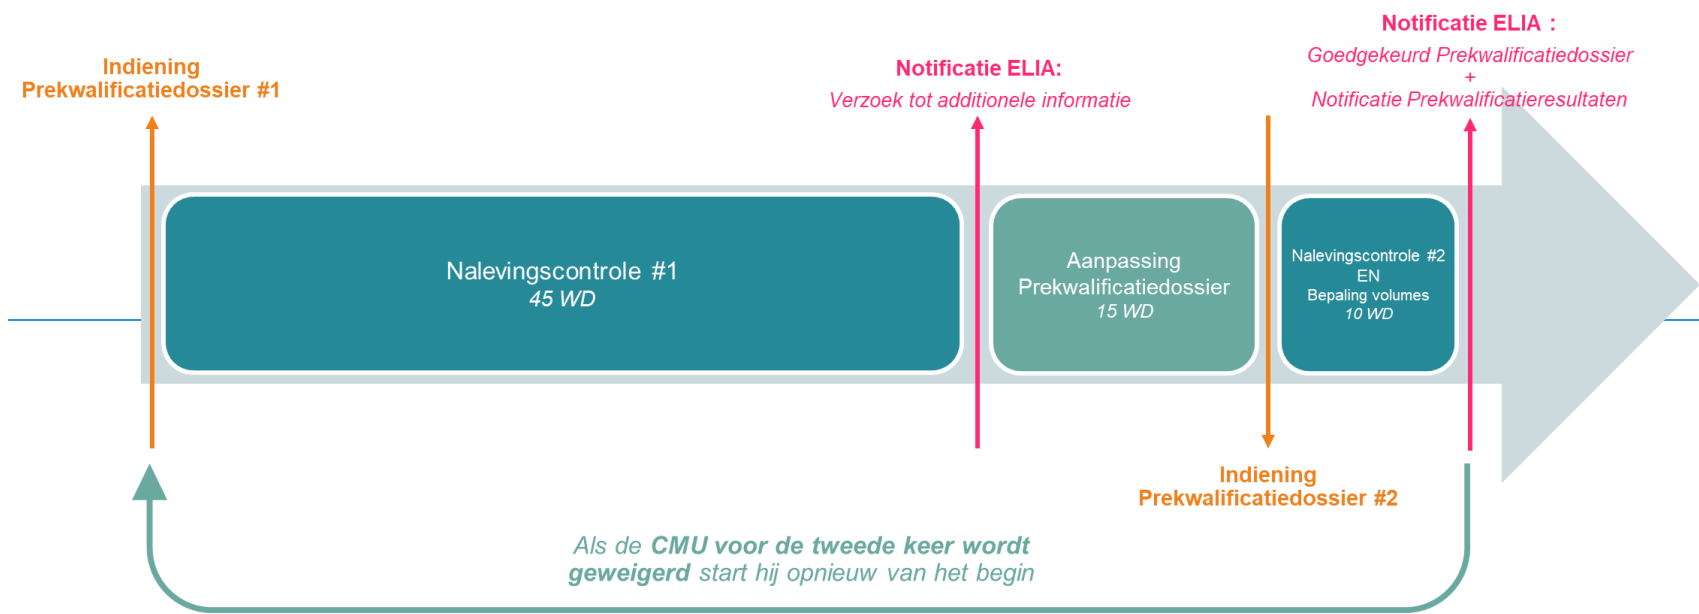 Indiening
Prekwalificatiedossier #1
Notificatie ELIA:
Verzoek tot additionele informatie
Notificatie ELIA :
Goedgekeurd Prekwalificatiedossier
+
Notificatie Prekwalificatieresultaten
Nalevingscontrole #1
45 WD
Aanpassing
Prekwalificatiedossier
15 WD
Nalevingscontrole #2
EN
Bepaling volumes
10 WD
Indiening
Prekwalificatiedossier #2
Als de CMU voor de tweede keer wordt
geweigerd start hij opnieuw van het begin